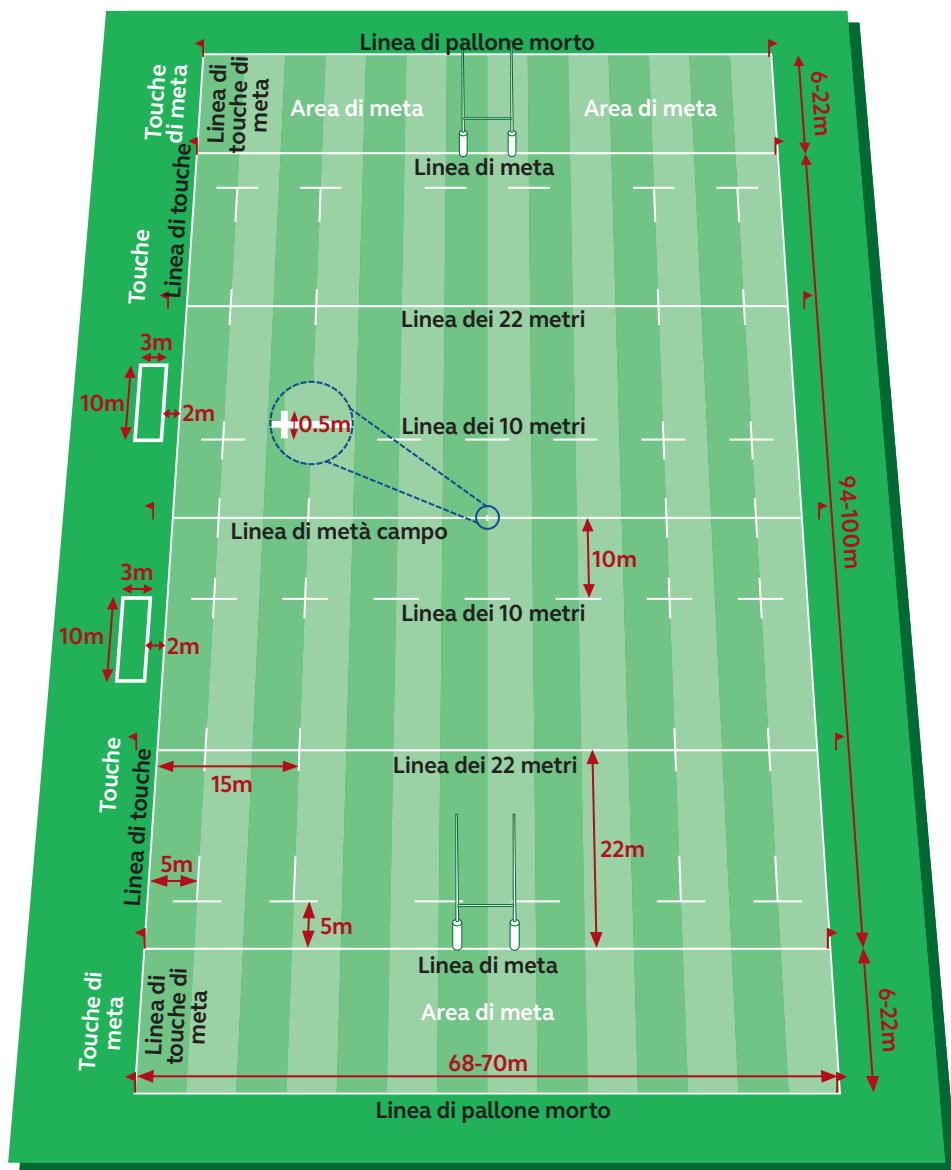 Linea di pallone morto
Touche
di meta
Linea di
touche di
meta
Area di meta
Area di meta
6-22m
Linea di meta
Linea di touche
Touche
Linea dei 22 metri
3m
10m
2m
0.5m
Linea dei 10 metri
94-100m
Linea di metà campo
10m
3m
10m
2m
Linea dei 10 metri
Touche
Linea di touche
15m
Linea dei 22 metri
22m
5m
5m
Linea di meta
Touche di
meta
Linea di
touche di
meta
Area di meta
6-22m
68-70m
Linea di pallone morto